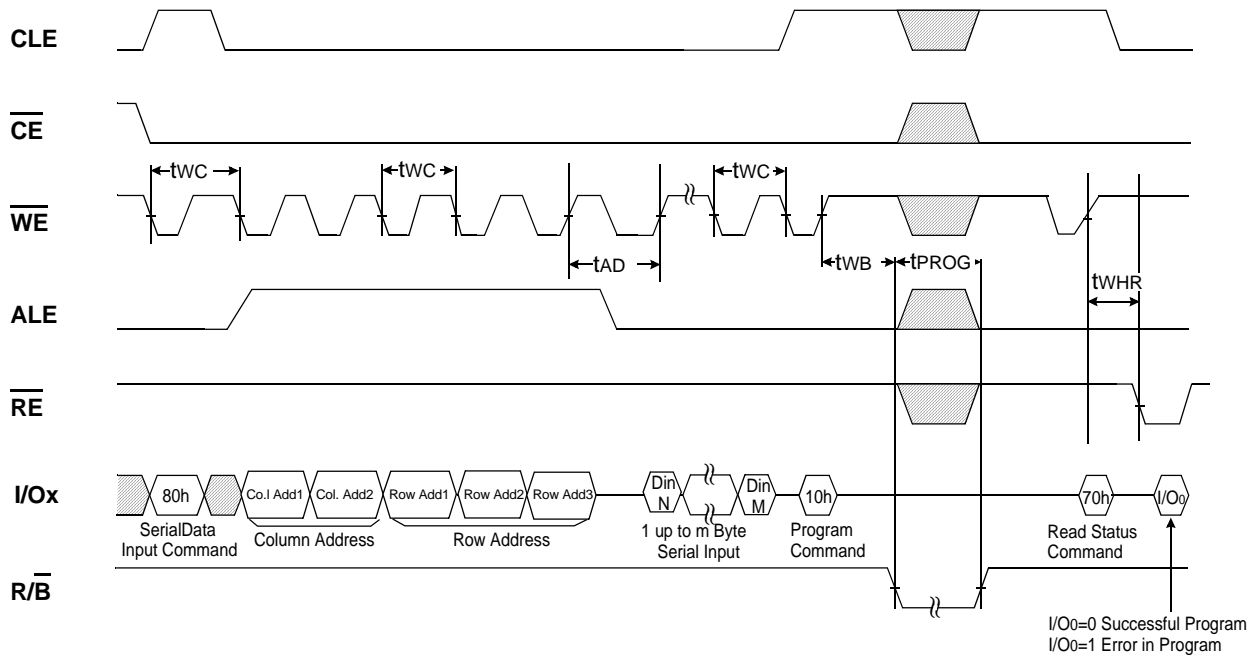 CLE
CE
tWC
tWC
tWC
WE
tAD
tWB
tPROG
tWHR
ALE
RE
I/Ox
80h
Co.l Add1
Col. Add2
Row Add1
Row Add2
Row Add3
Din
N
Din
M
10h
70h
I/O0
SerialData
Input Command
Column Address
Row Address
1 up to m Byte
Serial Input
Program
Command
Read Status
Command
R/B
I/O0=0 Successful Program
I/O0=1 Error in Program